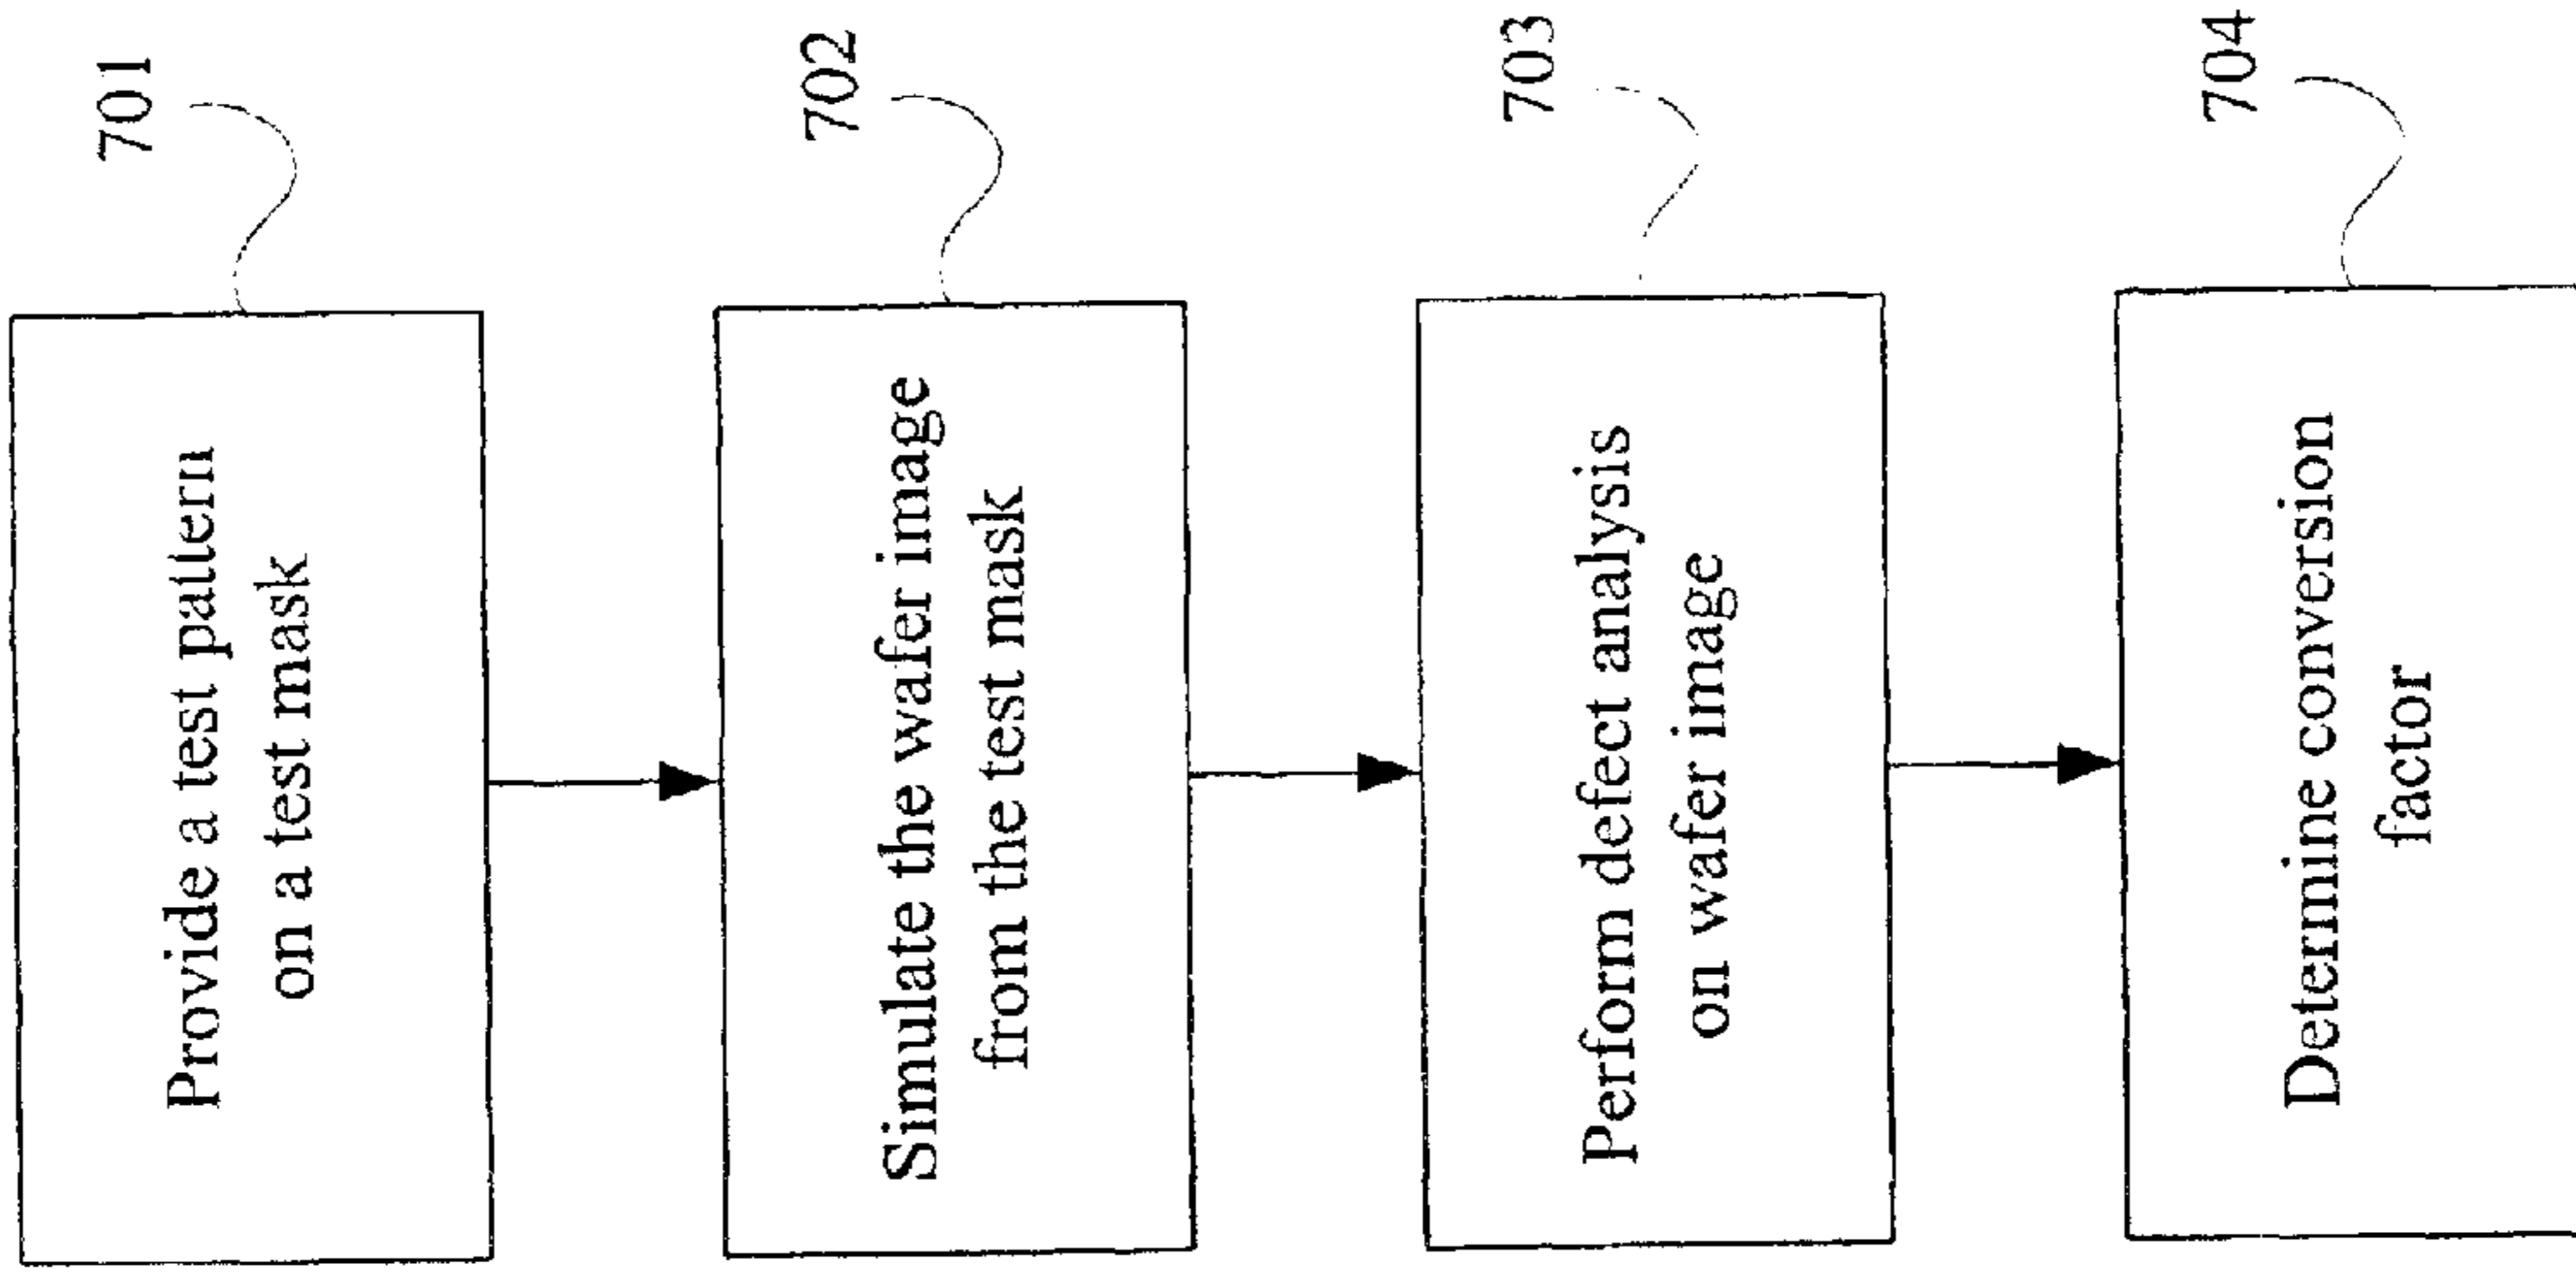 701
Provide a test pattern
on a test mask
702
Simulate the wafer image
from the test mask
703
Perform defect analysis
on wafer image
704
Determine conversion
factor